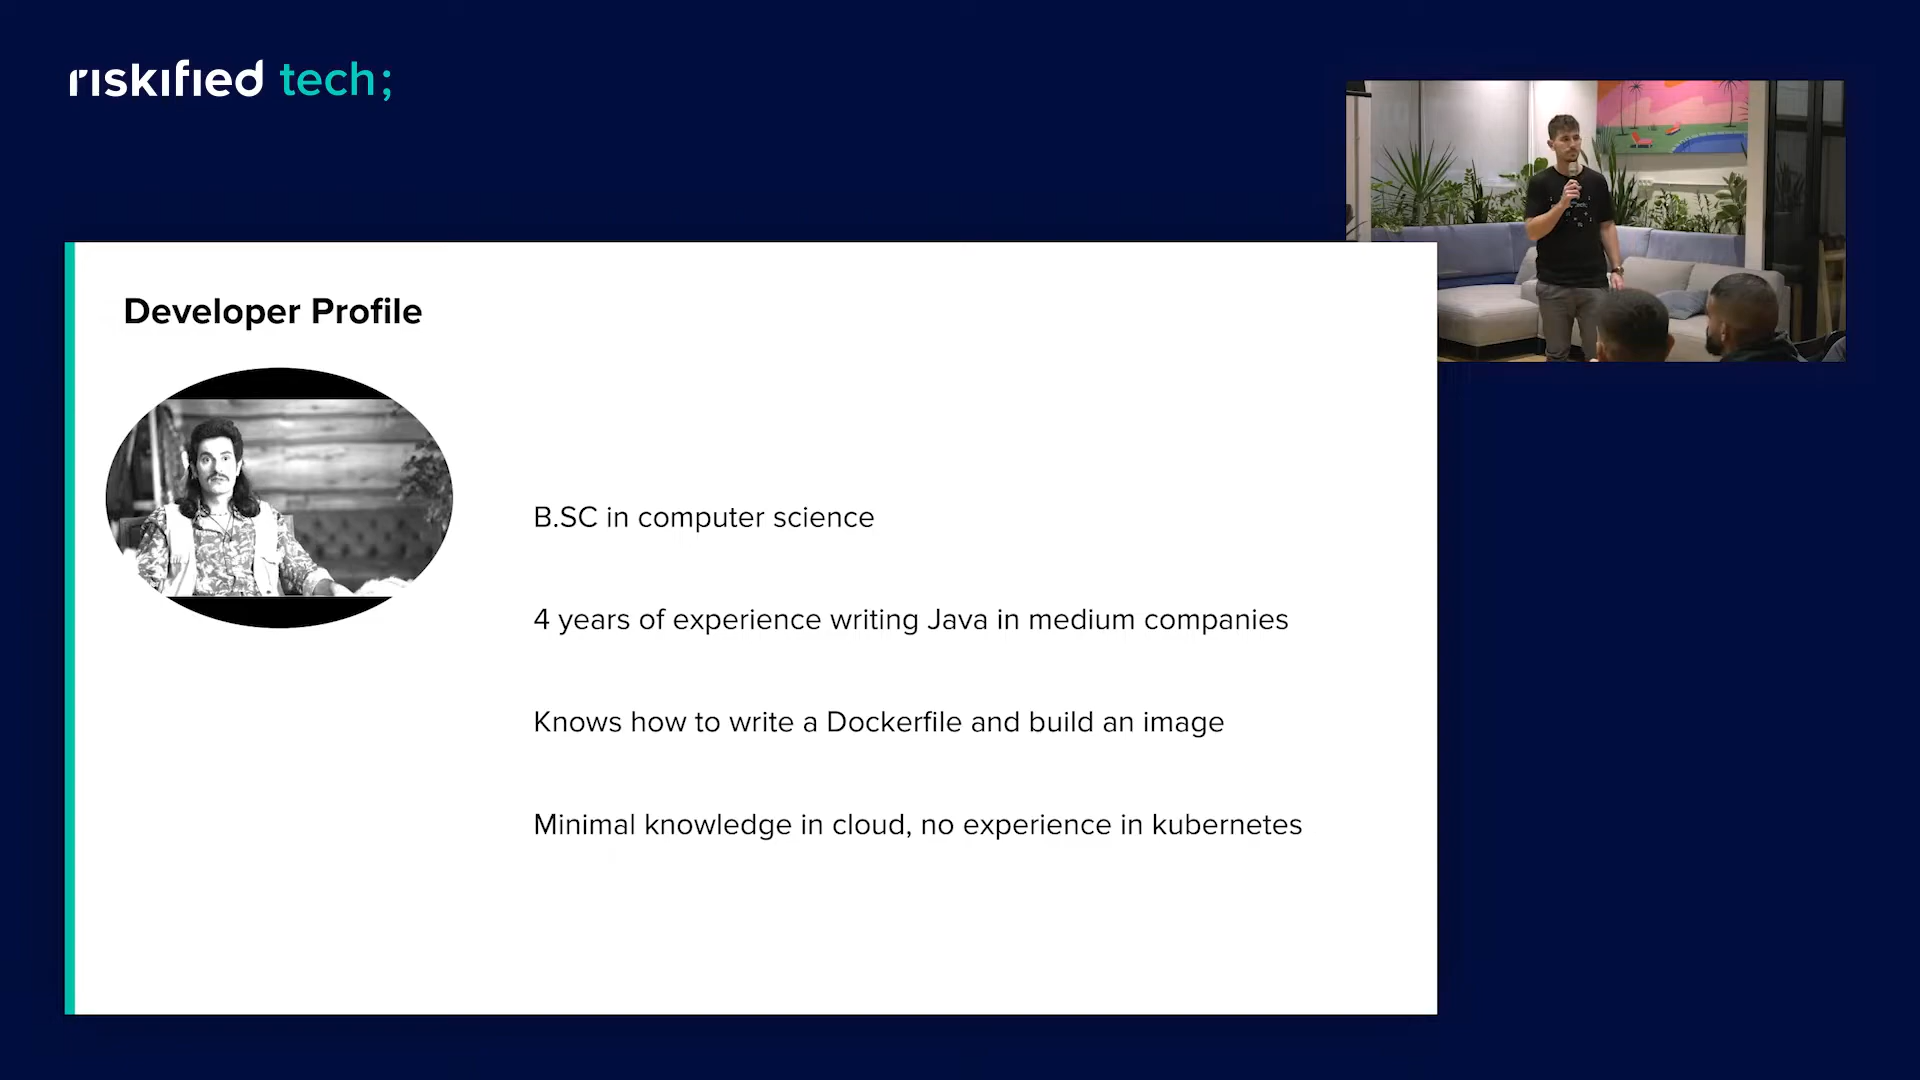 riskified tech;
Developer Profile
B.SC in computer science
4 years of experience writing Java in medium companies
Knows how to write a Dockerfile and build an image
Minimal knowledge in cloud, no experience in kubernetes